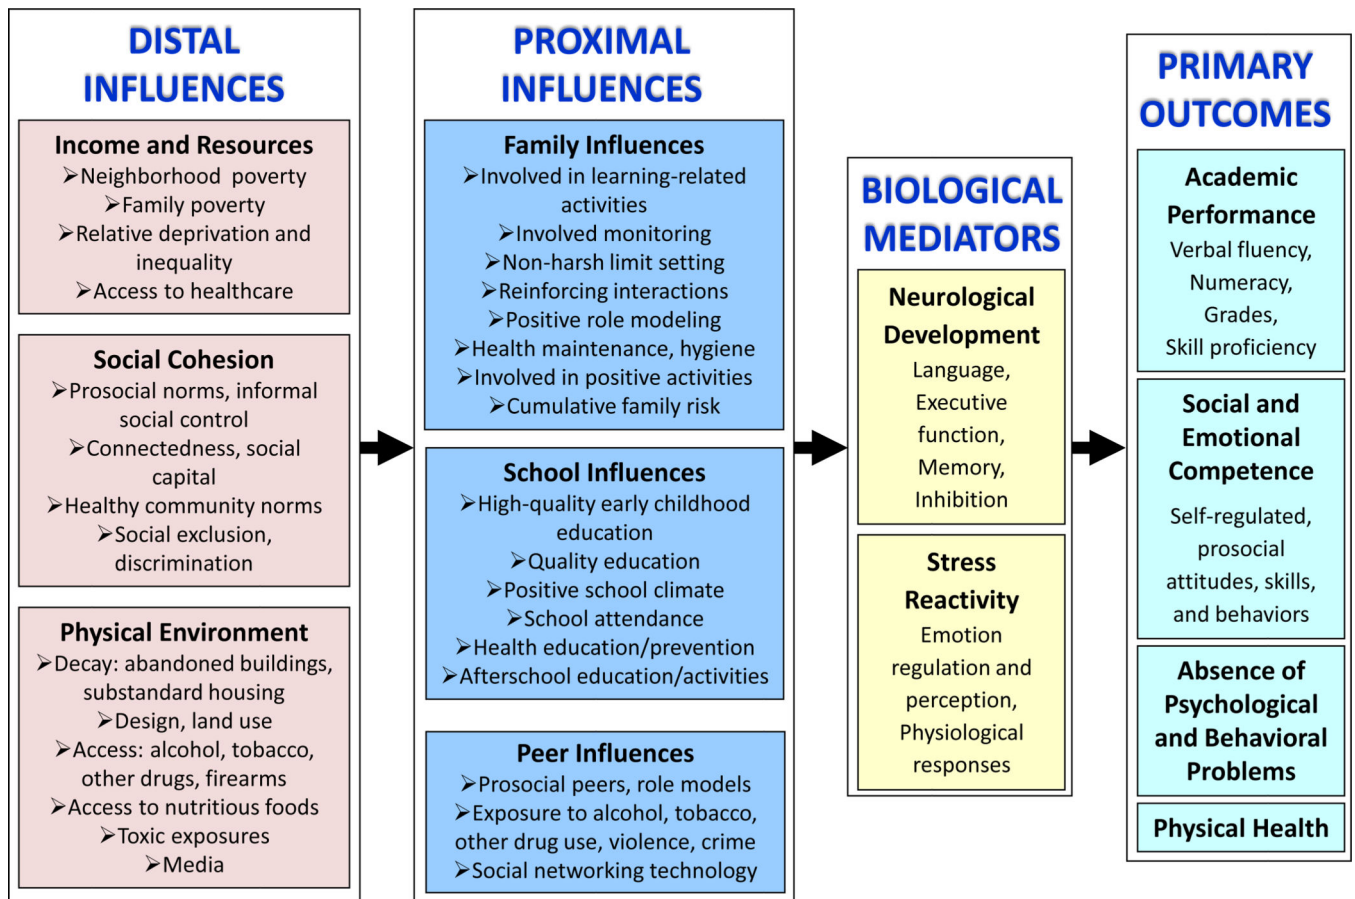 DISTAL
INFLUENCES
Income and Resources
➢Neighborhood poverty
➢Family poverty
➢Relative deprivation and
inequality
➢Access to healthcare
Social Cohesion
➢Prosocial norms, informal
social control
➢Connectedness, social
capital
➢Healthy community norms
➢Social exclusion,
discrimination
Physical Environment
➢Decay: abandoned buildings,
substandard housing
➢Design, land use
➢Access: alcohol, tobacco,
other drugs, firearms
➢Access to nutritious foods
➢Toxic exposures
➢Media
PROXIMAL
INFLUENCES
Family Influences
➢Involved in learning-related
activities
➢Involved monitoring
➢Non-harsh limit setting
➢Reinforcing interactions
➢Positive role modeling
➢Health maintenance, hygiene
➢Involved in positive activities
➢Cumulative family risk
School Influences
➢High-quality early childhood
education
➢Quality education
➢Positive school climate
➢School attendance
➢Health education/prevention
➢Afterschool education/activities
Peer Influences
➢Prosocial peers, role models
➢Exposure to alcohol, tobacco,
other drug use, violence, crime
➢Social networking technology
BIOLOGICAL
MEDIATORS
Neurological
Development
Language,
Executive
function,
Memory,
Inhibition
Stress
Reactivity
Emotion
regulation and
perception,
Physiological
responses
PRIMARY
OUTCOMES
Academic
Performance
Verbal fluency,
Numeracy,
Grades,
Skill proficiency
Social and
Emotional
Competence
Self-regulated,
prosocial
attitudes, skills,
and behaviors
Absence of
Psychological
and Behavioral
Problems
Physical Health